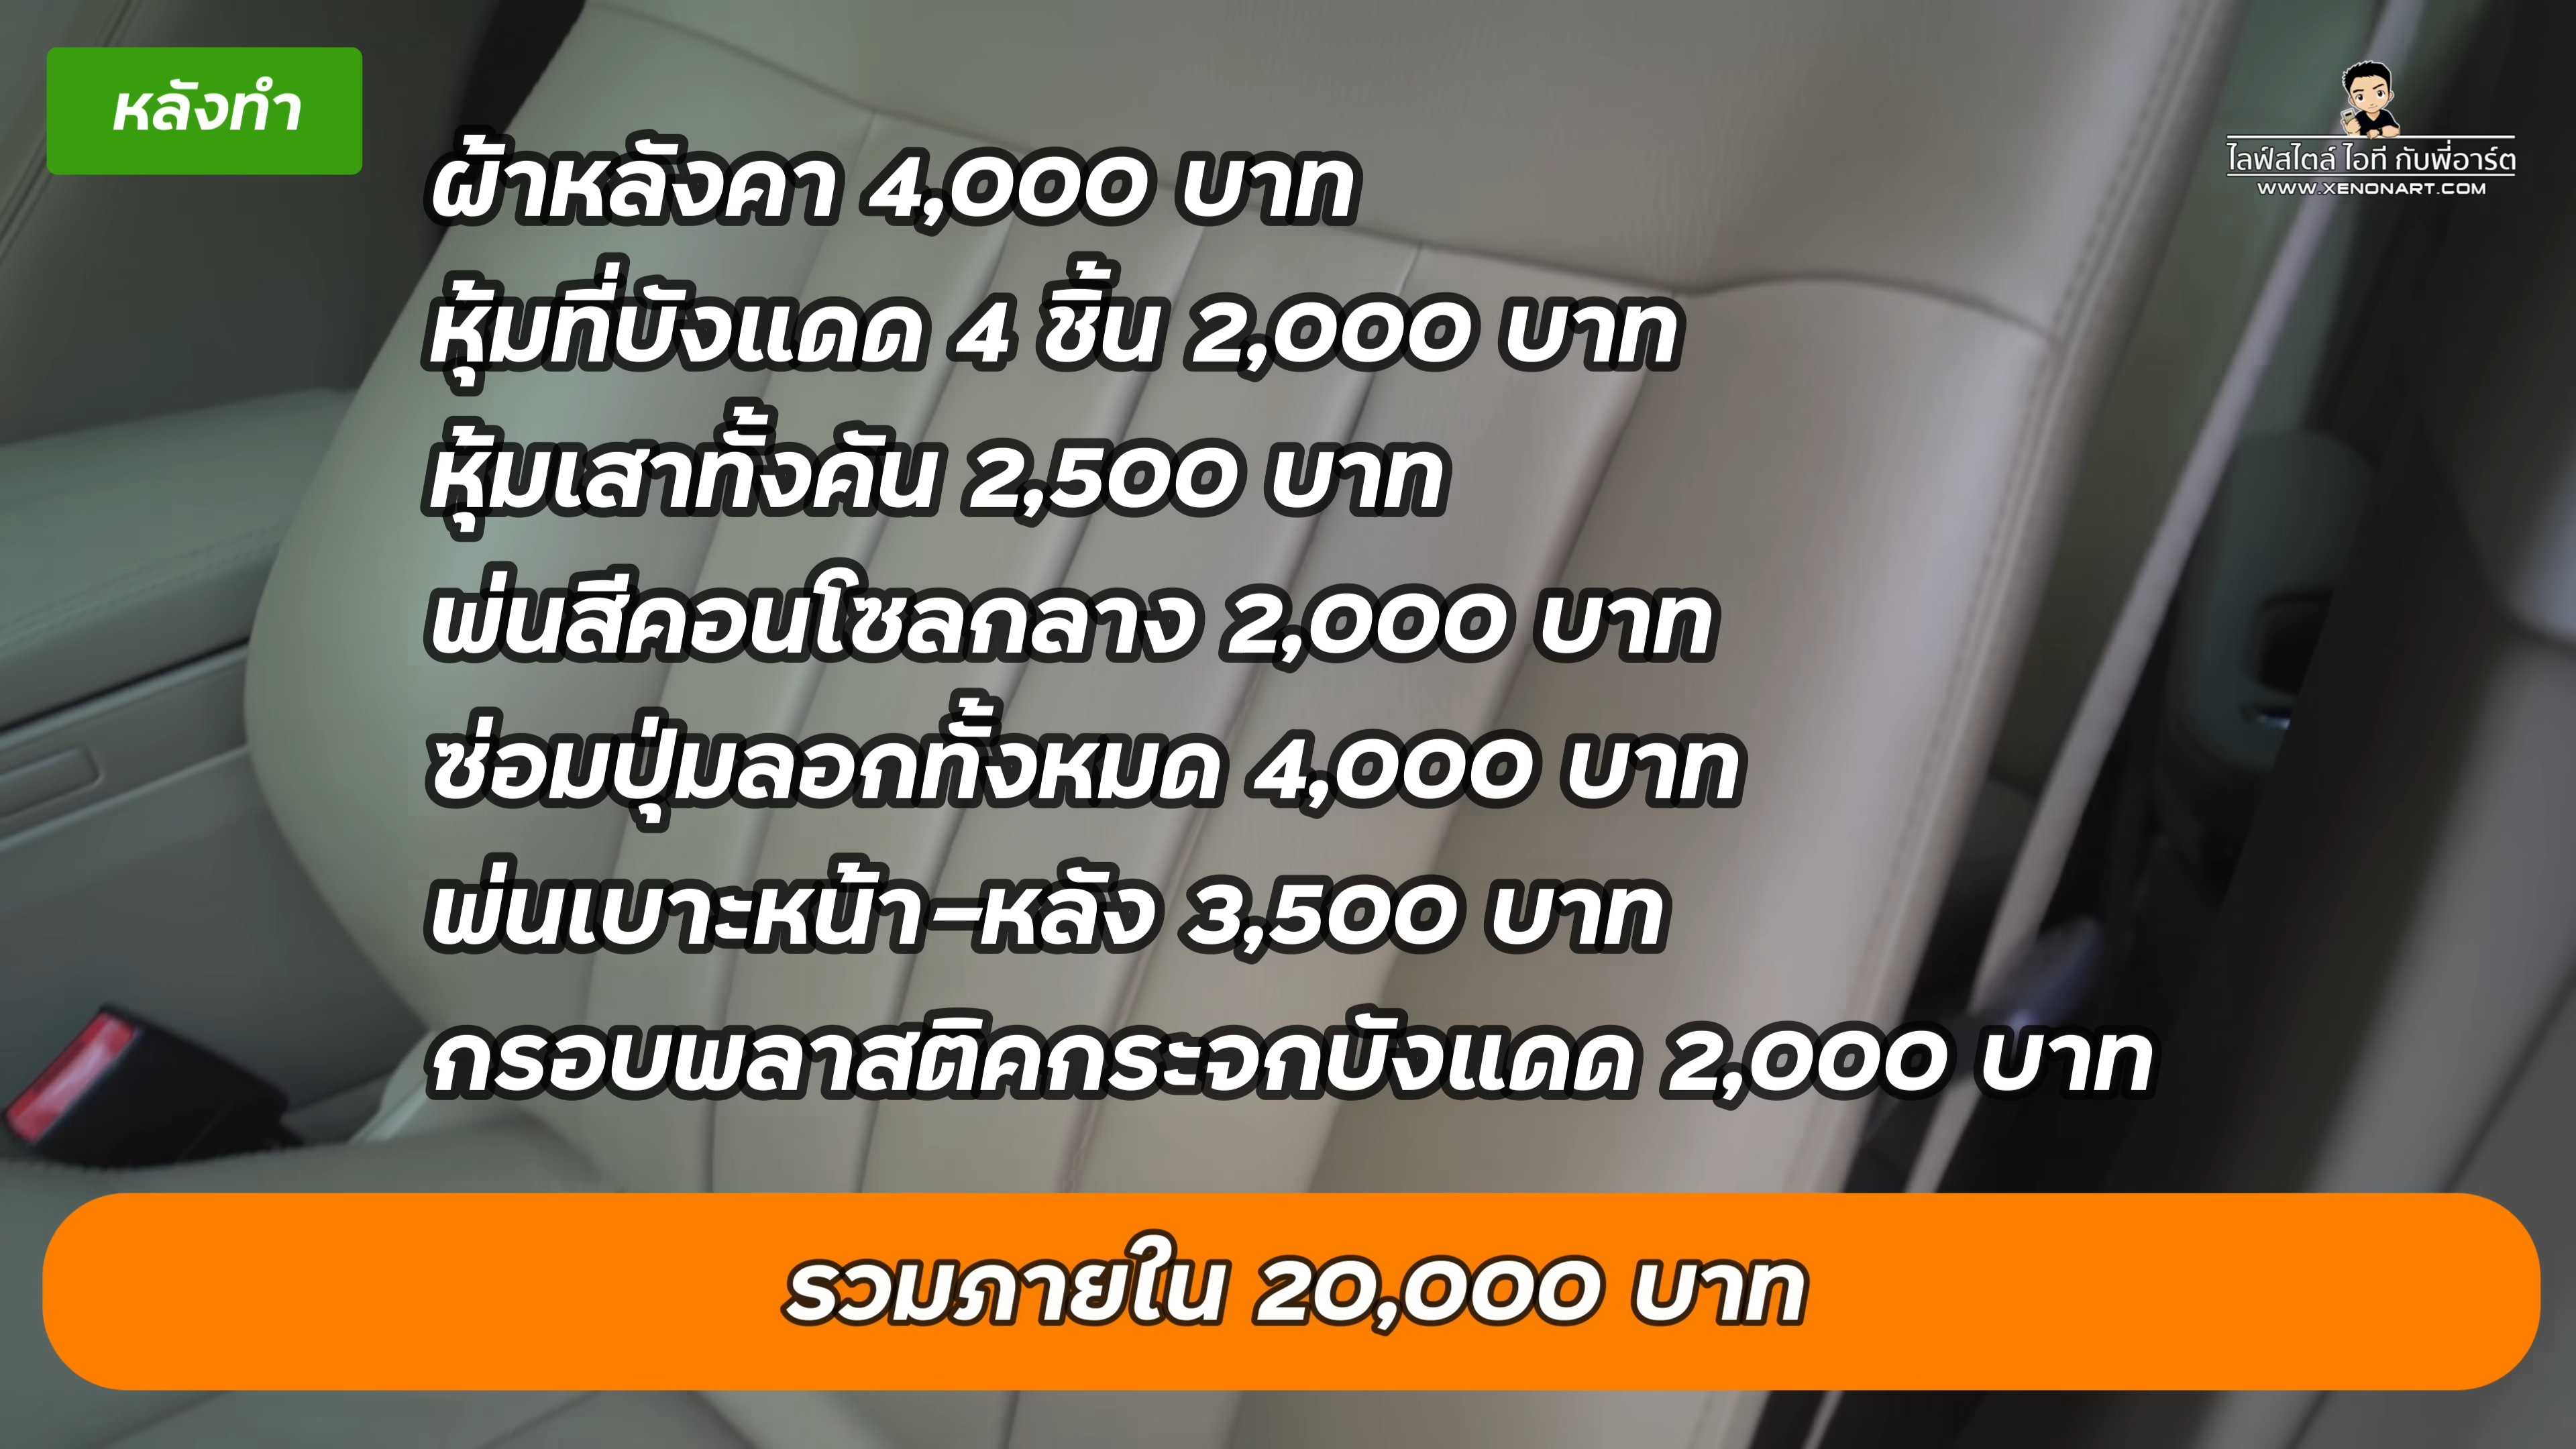 หลังทำ
ไลฟ์สไตล์ ไอที กับพี่อาร์ต
WWW.XENONART.COM
ผ้าหลังคา 4,000 บาท
หุ้มที่บังแดด 4 ชิ้น 2,000 บาท
หุ้มเสาทั้งคัน 2,500 บาท
พ่นสีคอนโซลกลาง 2,000 บาท
ซ่อมปุ่มลอกทั้งหมด 4,000 บาท
พ่นเบาะหน้า-หลัง 3,500 บาท
กรอบพลาสติคกระจกบังแดด 2,000 บาท
รวมภายใน 20,000 บาท